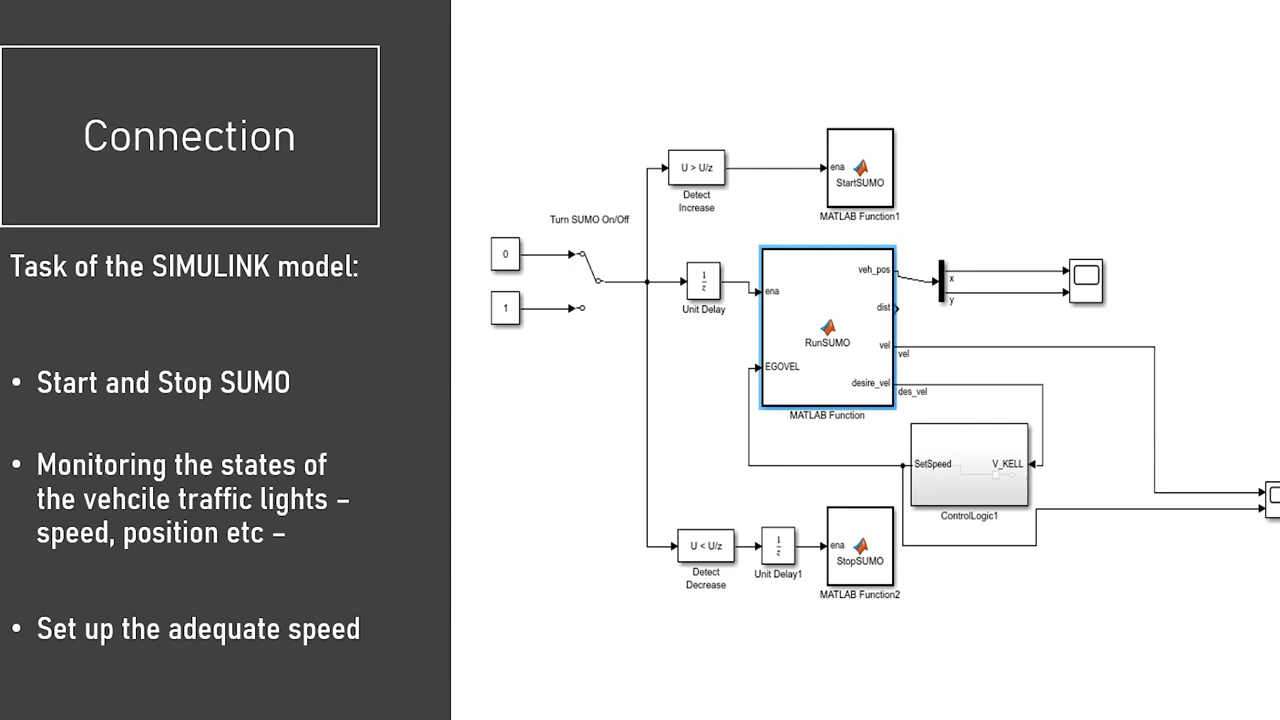 Connection
Task of the SIMULINK model:
• Start and Stop SUMO
• Monitoring the states of
the vehcile traffic lights –
speed, position etc –
• Set up the adequate speed
Turn SUMO On/Off
0
1
U > U/z
Detect
Increase
ena
StartSUMO
MATLAB Function1
1
z
Unit Delay
ena
EGOVEL
RunSUMO
veh_pos
dist
vel
desire_vel
MATLAB Function
x
y
vel
des_vel
SetSpeed
V_KELL
ControlLogic1
U < U/z
Detect
Decrease
1
z
Unit Delay1
ena
StopSUMO
MATLAB Function2